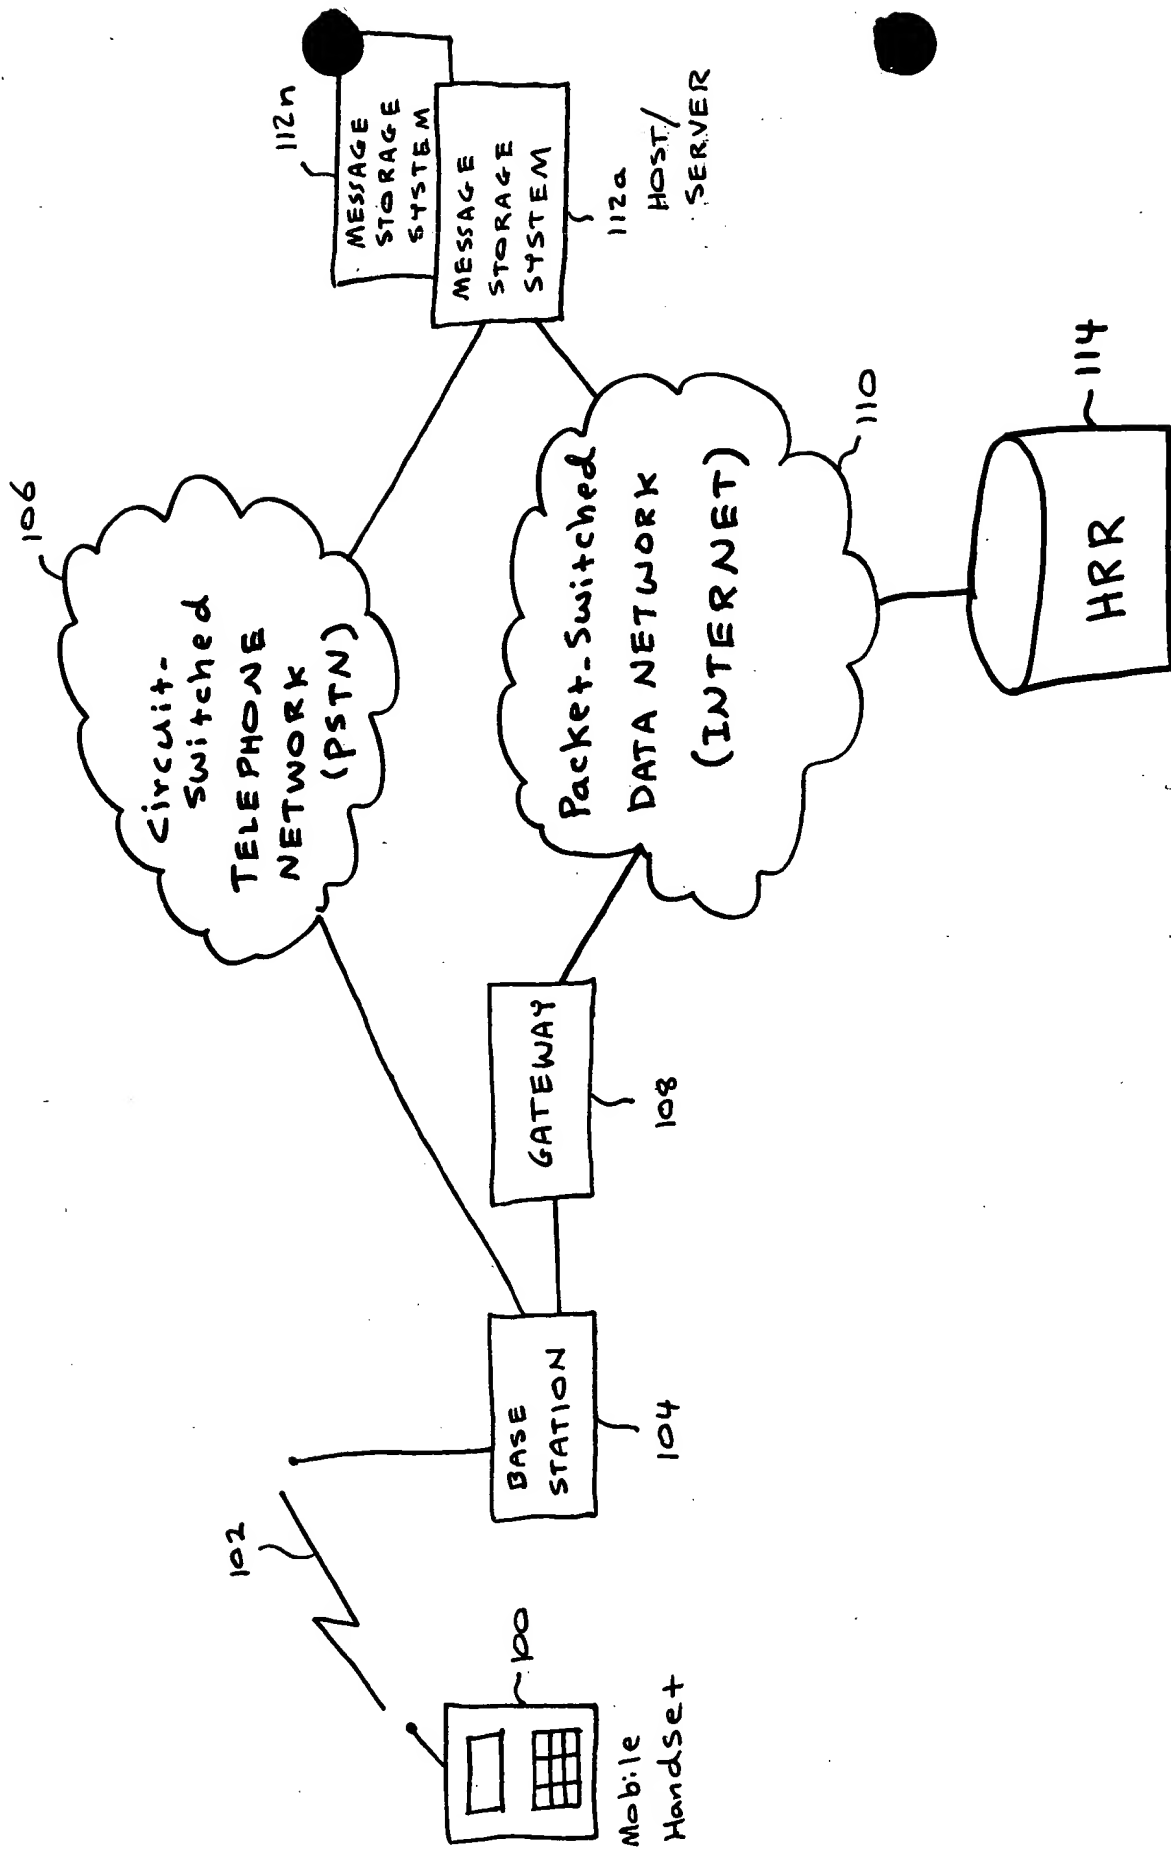 106
Circuit-
Switched
TELEPHONE
NETWORK
(PSTN)
112n
MESSAGE
STORAGE
SYSTEM
MESSAGE
STORAGE
SYSTEM
112a
HOST/
SERVER
102
BASE
STATION
104
GATEWAY
108
Packet-Switched
DATA NETWORK
(INTERNET)
110
100
Mobile
Handset
HRR
114